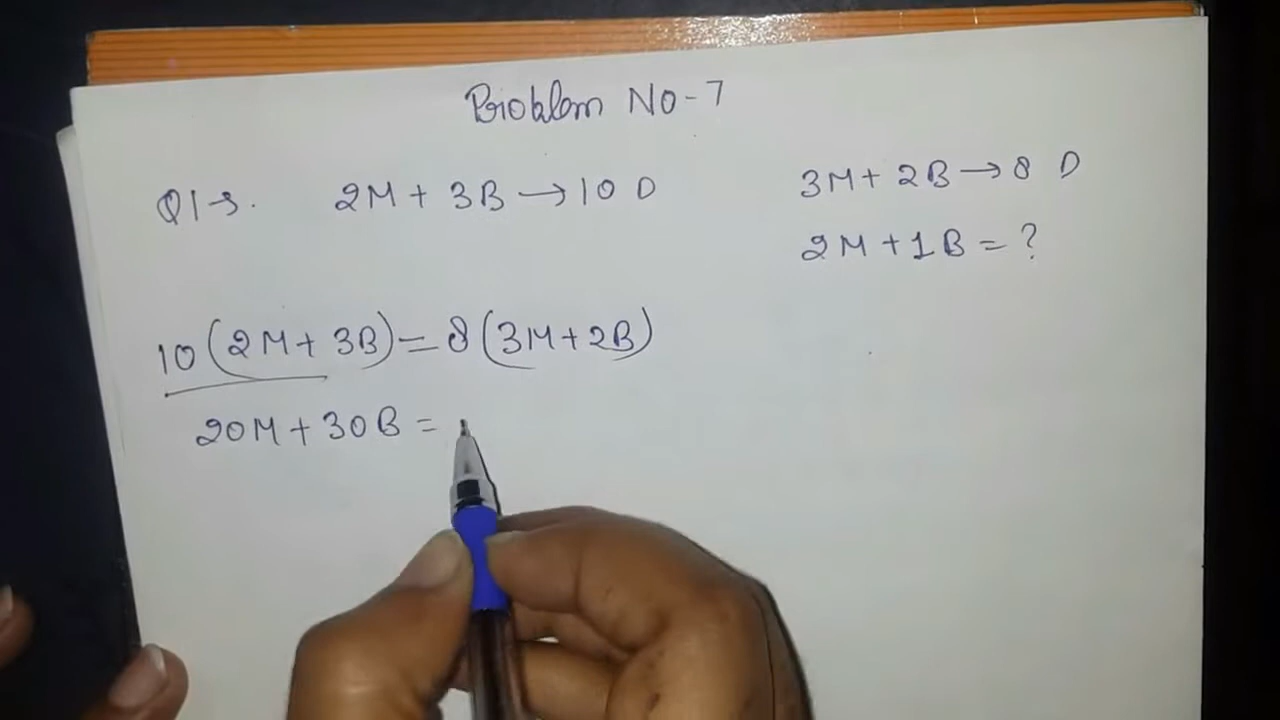 Problem No-7
Q1→. 2M + 3B → 10 D
3M + 2B → 8 D
2M + 1B = ?
10 (2M + 3B) = 8 (3M + 2B)
20M + 30B =